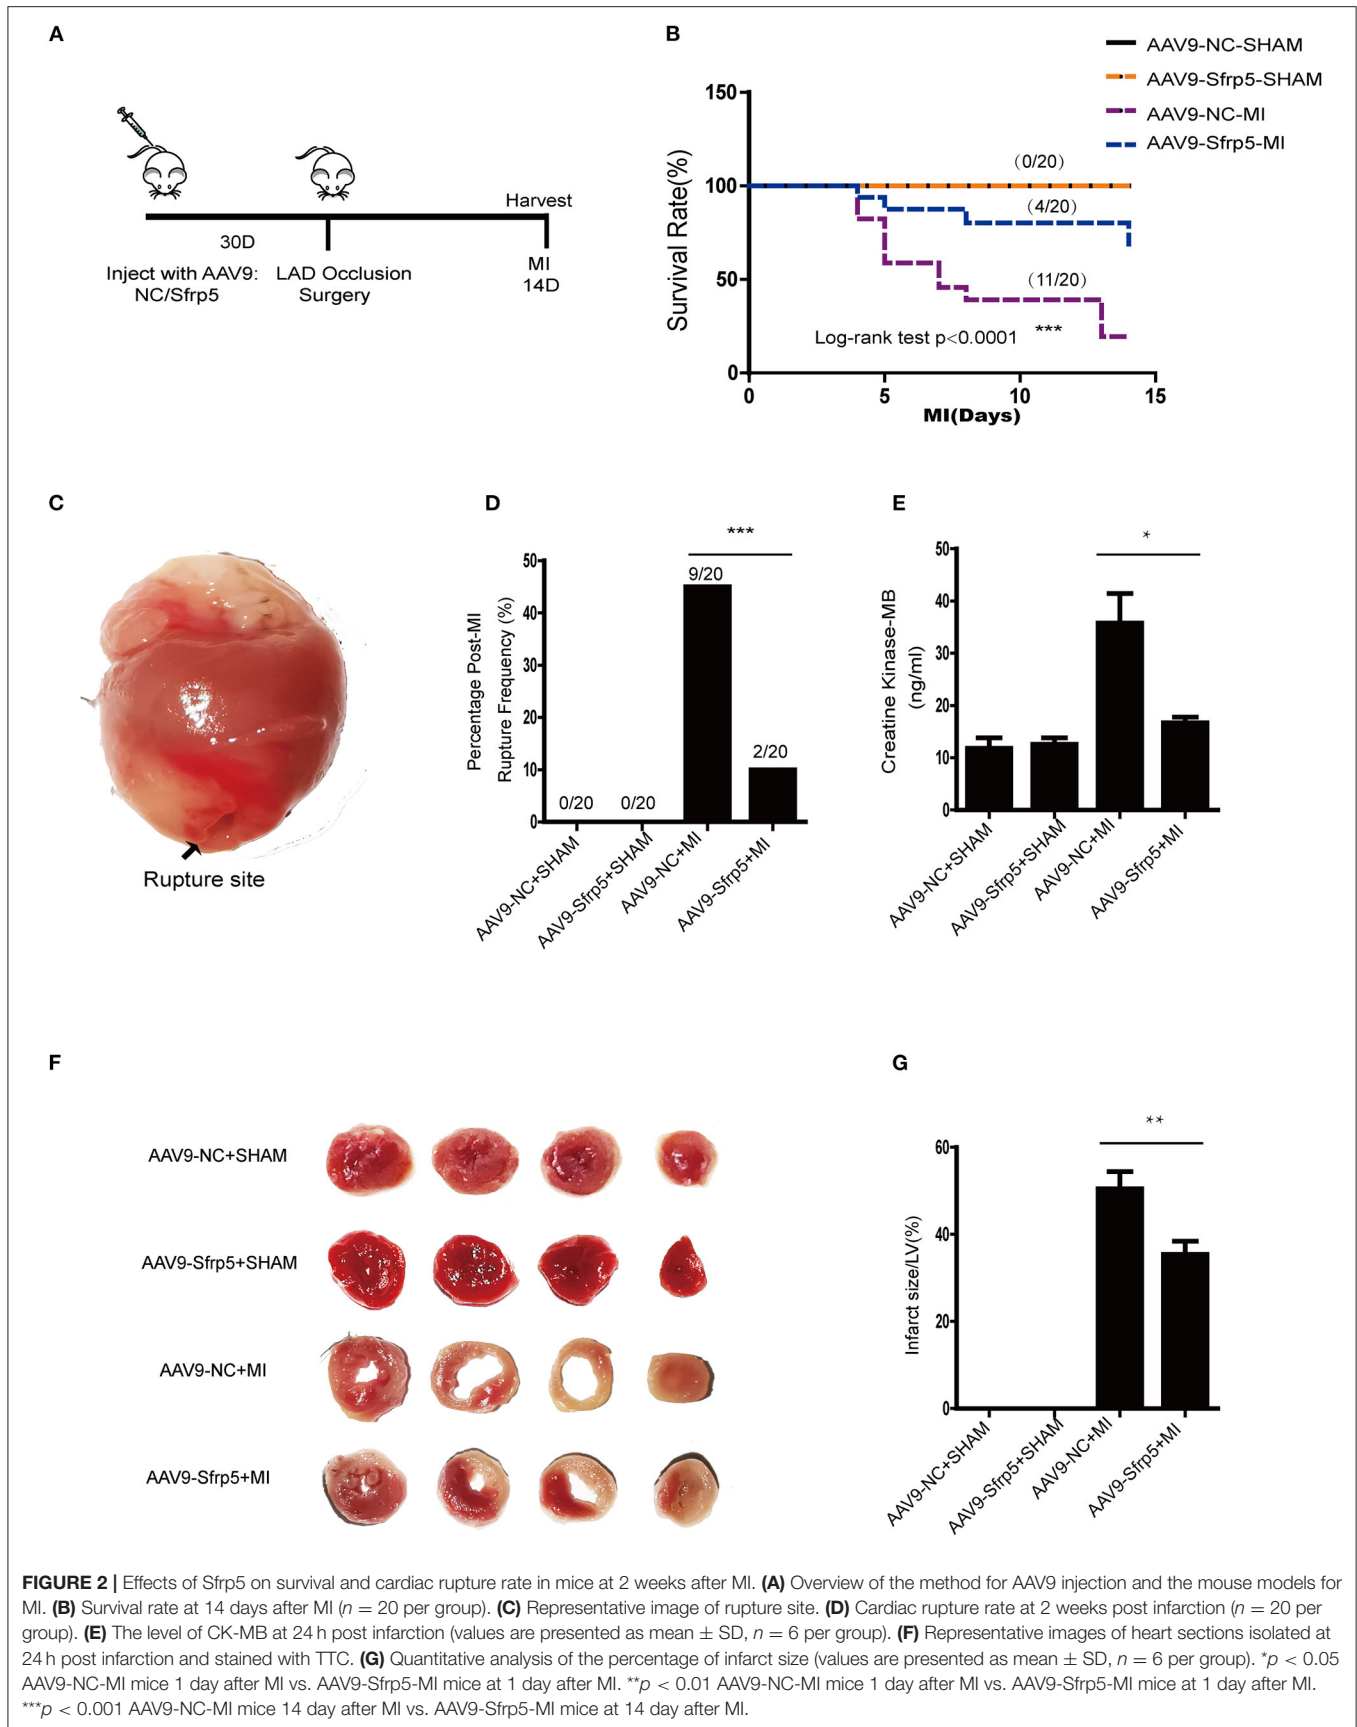 A
Harvest
30D
MI
14D
Inject with AAV9:
NC/Sfrp5
LAD Occlusion
Surgery
B
AAV9-NC-SHAM
AAV9-Sfrp5-SHAM
AAV9-NC-MI
AAV9-Sfrp5-MI
Survival Rate(%)
150
100
50
0
(0/20)
(4/20)
(11/20)
Log-rank test p<0.0001
***
0
5
10
15
MI(Days)
C
Rupture site
D
***
Percentage Post-MI
Rupture Frequency (%)
50
40
30
20
10
0
0/20
0/20
9/20
2/20
AAV9-NC+SHAM
AAV9-Sfrp5+SHAM
AAV9-NC+MI
AAV9-Sfrp5+MI
E
*
Creatine Kinase-MB
(ng/ml)
50
40
30
20
10
0
AAV9-NC+SHAM
AAV9-Sfrp5+SHAM
AAV9-NC+MI
AAV9-Sfrp5+MI
F
AAV9-NC+SHAM
AAV9-Sfrp5+SHAM
AAV9-NC+MI
AAV9-Sfrp5+MI
G
**
Infarct size/LV(%)
60
40
20
0
AAV9-NC+SHAM
AAV9-Sfrp5+SHAM
AAV9-NC+MI
AAV9-Sfrp5+MI
FIGURE 2 | Effects of Sfrp5 on survival and cardiac rupture rate in mice at 2 weeks after MI. (A) Overview of the method for AAV9 injection and the mouse models for
MI. (B) Survival rate at 14 days after MI (n = 20 per group). (C) Representative image of rupture site. (D) Cardiac rupture rate at 2 weeks post infarction (n = 20 per
group). (E) The level of CK-MB at 24 h post infarction (values are presented as mean ± SD, n = 6 per group). (F) Representative images of heart sections isolated at
24 h post infarction and stained with TTC. (G) Quantitative analysis of the percentage of infarct size (values are presented as mean ± SD, n = 6 per group). *p < 0.05
AAV9-NC-MI mice 1 day after MI vs. AAV9-Sfrp5-MI mice at 1 day after MI. **p < 0.01 AAV9-NC-MI mice 1 day after MI vs. AAV9-Sfrp5-MI mice at 1 day after MI.
***p < 0.001 AAV9-NC-MI mice 14 day after MI vs. AAV9-Sfrp5-MI mice at 14 day after MI.